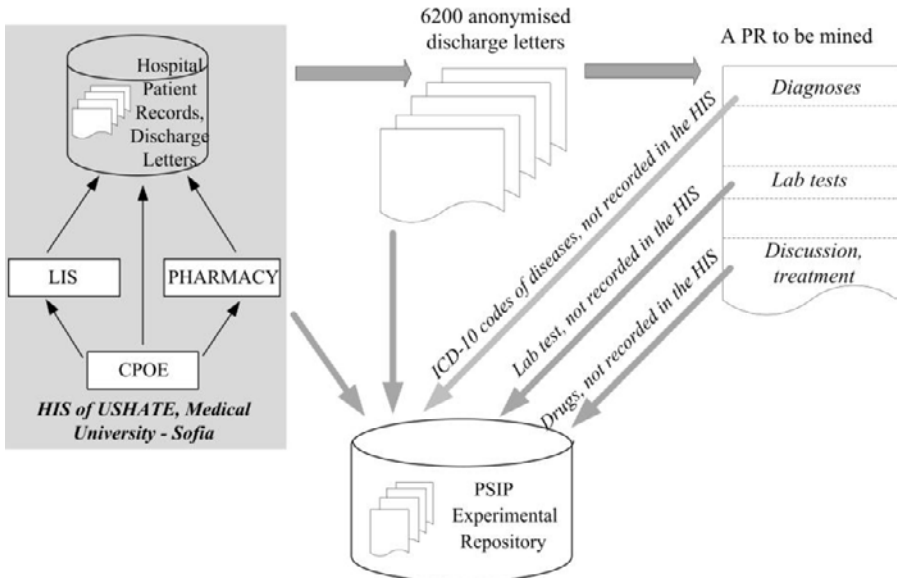 Hospital
Patient
Records,
Discharge
Letters
LIS
PHARMACY
CPOE
HIS of USHATE, Medical
University - Sofia
6200 anonymised
discharge letters
A PR to be mined
Diagnoses
Lab tests
Discussion,
treatment
ICD-10 codes of diseases, not recorded in the HIS
Lab test, not recorded in the HIS
Drugs, not recorded in the HIS
PSIP
Experimental
Repository